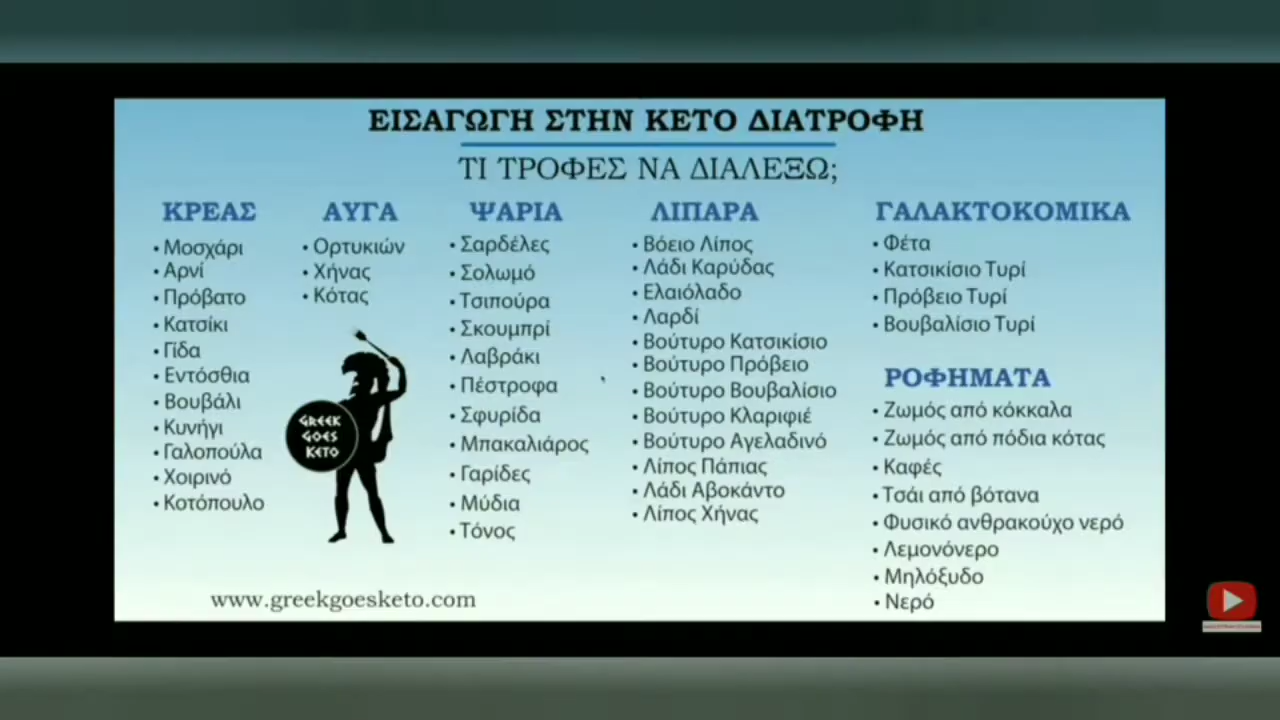 ΕΙΣΑΓΩΓΗ ΣΤΗΝ ΚΕΤΟ ΔΙΑΤΡΟΦΗ
ΤΙ ΤΡΟΦΕΣ ΝΑ ΔΙΑΛΕΞΩ;
ΚΡΕΑΣ
• Μοσχάρι
• Αρνί
• Πρόβατο
• Κατσίκι
• Γίδα
• Εντόσθια
• Βουβάλι
• Κυνήγι
• Γαλοπούλα
• Χοιρινό
• Κοτόπουλο
ΑΥΓΑ
• Ορτυκιών
• Χήνας
• Κότας
GREEK
GOES
KETO
ΨΑΡΙΑ
• Σαρδέλες
• Σολωμό
• Τσιπούρα
• Σκουμπρί
• Λαβράκι
• Πέστροφα
• Σφυρίδα
• Μπακαλιάρος
• Γαρίδες
• Μύδια
• Τόνος
ΛΙΠΑΡΑ
• Βόειο Λίπος
• Λάδι Καρύδας
• Ελαιόλαδο
• Λαρδί
• Βούτυρο Κατσικίσιο
• Βούτυρο Πρόβειο
• Βούτυρο Βουβαλίσιο
• Βούτυρο Κλαριφιέ
• Βούτυρο Αγελαδινό
• Λίπος Πάπιας
• Λάδι Αβοκάντο
• Λίπος Χήνας
ΓΑΛΑΚΤΟΚΟΜΙΚΑ
• Φέτα
• Κατσικίσιο Τυρί
• Πρόβειο Τυρί
• Βουβαλίσιο Τυρί
ΡΟΦΗΜΑΤΑ
• Ζωμός από κόκκαλα
• Ζωμός από πόδια κότας
• Καφές
• Τσάι από βότανα
• Φυσικό ανθρακούχο νερό
• Λεμονόνερο
• Μηλόξυδο
• Νερό
www.greekgoesketo.com